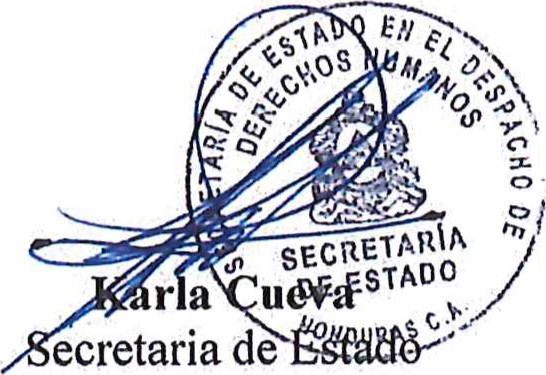 SECRETARÍA DE ESTADO EN EL DESPACHO DE
DERECHOS HUMANOS
SECRETARÍA
DE ESTADO
HONDURAS C.A.
Karla Cueva
Secretaria de Estado